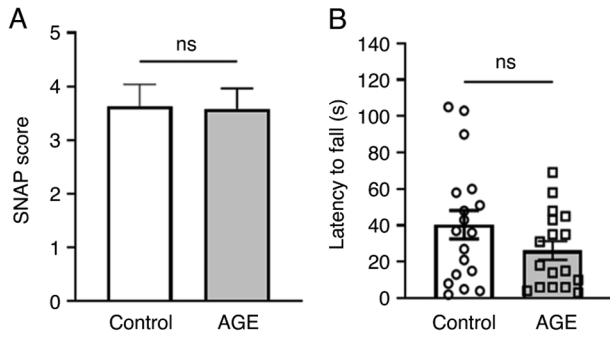 A
SNAP score
5
4
3
2
1
0
ns
Control
AGE
B
Latency to fall (s)
140
120
100
80
60
40
20
0
ns
Control
AGE